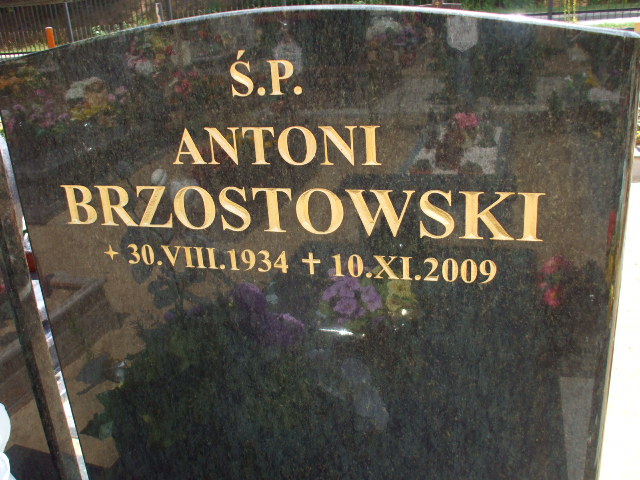 Ś.P.
ANTONI
BRZOSTOWSKI
+ 30.VIII.1934 ✝ 10.XI.2009